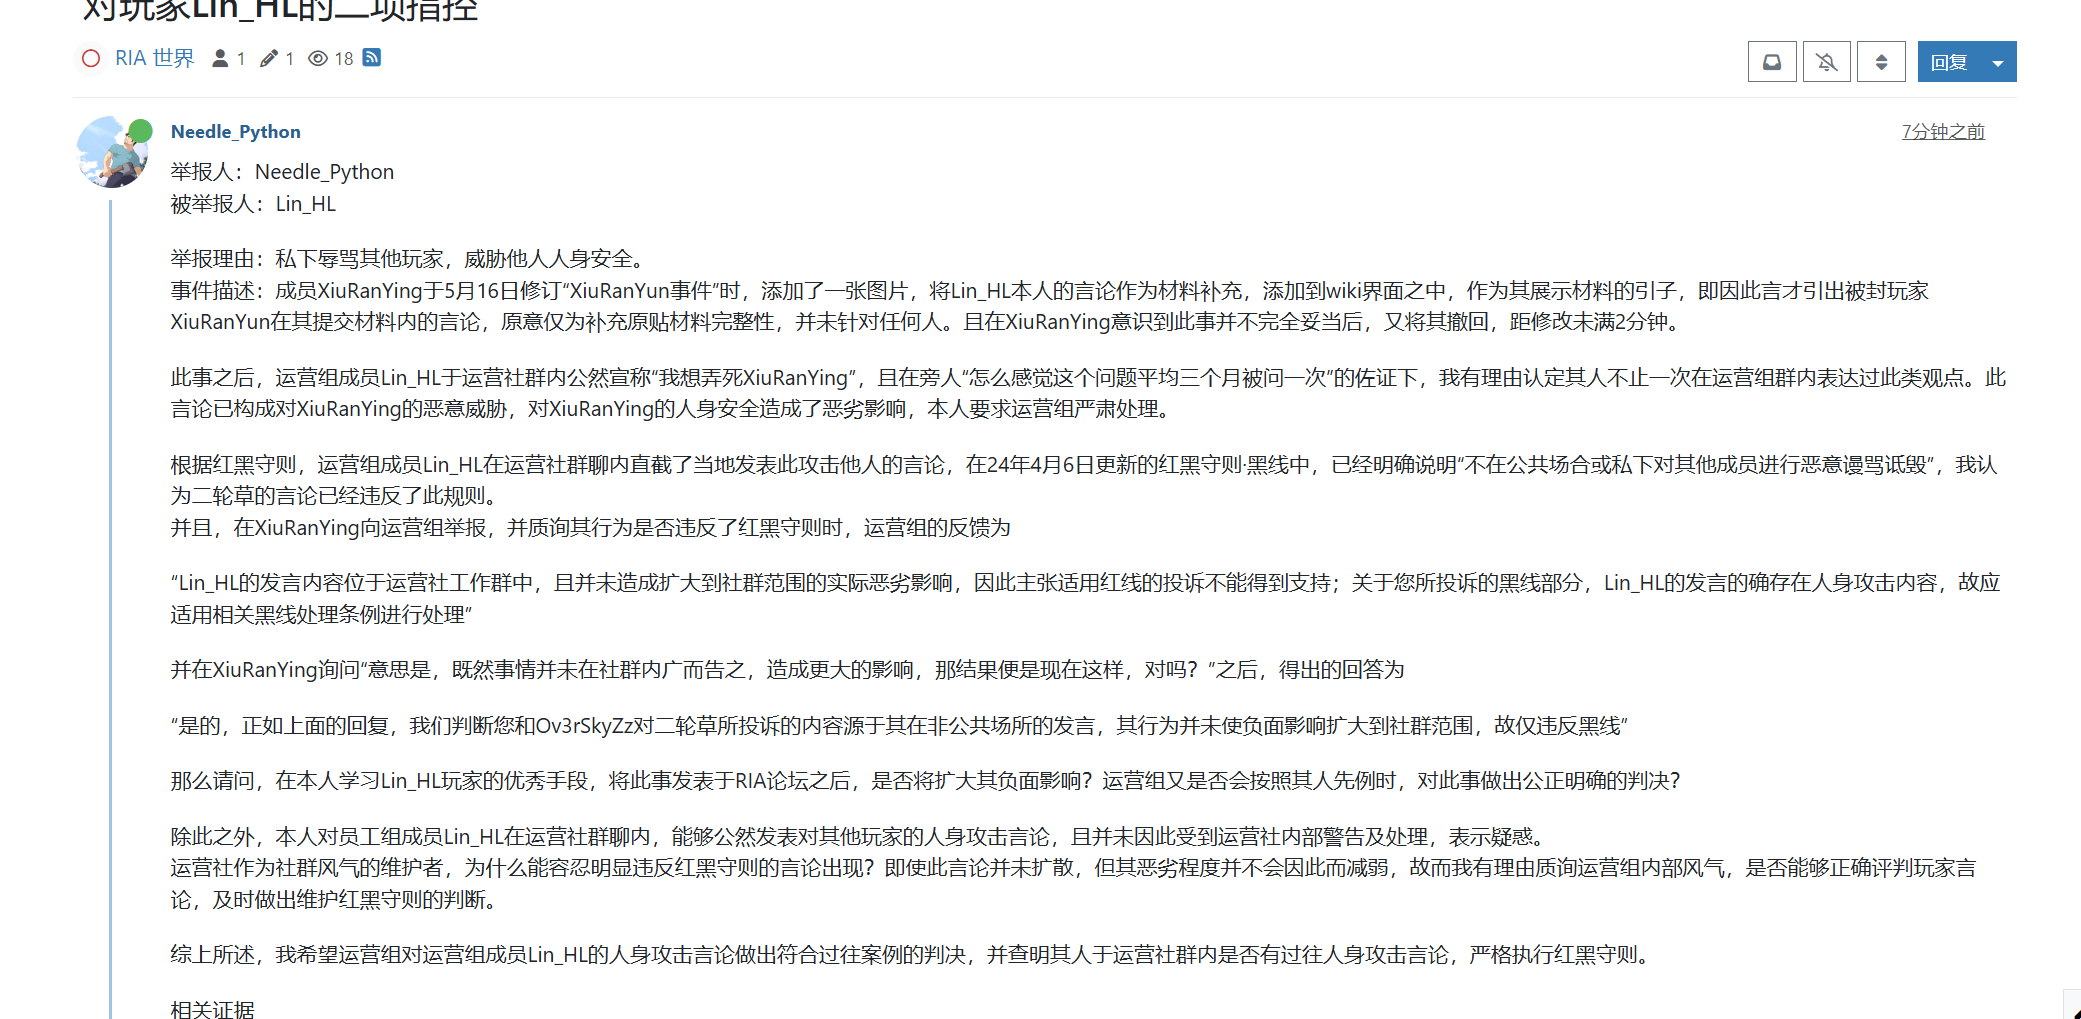 对玩家Lin_HL的二项指控
RIA 世界 1 1 18
回复
Needle_Python
7分钟之前
举报人：Needle_Python
被举报人：Lin_HL
举报理由：私下辱骂其他玩家，威胁他人人身安全。
事件描述：成员XiuRanYing于5月16日修订“XiuRanYun事件”时，添加了一张图片，将Lin_HL本人的言论作为材料补充，添加到wiki界面之中，作为其展示材料的引子，即因此言才引出被封玩家
XiuRanYun在其提交材料内的言论，原意仅为补充原贴材料完整性，并未针对任何人。且在XiuRanYing意识到此事并不完全妥当后，又将其撤回，距修改未满2分钟。
此事之后，运营组成员Lin_HL于运营社群内公然宣称“我想弄死XiuRanYing”，且在旁人“怎么感觉这个问题平均三个月被问一次”的佐证下，我有理由认定其人不止一次在运营组群内表达过此类观点。此
言论已构成对XiuRanYing的恶意威胁，对XiuRanYing的人身安全造成了恶劣影响，本人要求运营组严肃处理。
根据红黑守则，运营组成员Lin_HL在运营社群聊内直截了当地发表此攻击他人的言论，在24年4月6日更新的红黑守则·黑线中，已经明确说明“不在公共场合或私下对其他成员进行恶意谩骂诋毁”，我认
为二轮草的言论已经违反了此规则。
并且，在XiuRanYing向运营组举报，并质询其行为是否违反了红黑守则时，运营组的反馈为
“Lin_HL的发言内容位于运营社工作群中，且并未造成扩大到社群范围的实际恶劣影响，因此主张适用红线的投诉不能得到支持；关于您所投诉的黑线部分，Lin_HL的发言的确存在人身攻击内容，故应
适用相关黑线处理条例进行处理”
并在XiuRanYing询问“意思是，既然事情并未在社群内广而告之，造成更大的影响，那结果便是现在这样，对吗？“之后，得出的回答为
“是的，正如上面的回复，我们判断您和Ov3rSkyZz对二轮草所投诉的内容源于其在非公共场所的发言，其行为并未使负面影响扩大到社群范围，故仅违反黑线”
那么请问，在本人学习Lin_HL玩家的优秀手段，将此事发表于RIA论坛之后，是否将扩大其负面影响？运营组又是否会按照其人先例时，对此事做出公正明确的判决？
除此之外，本人对员工组成员Lin_HL在运营社群聊内，能够公然发表对其他玩家的人身攻击言论，且并未因此受到运营社内部警告及处理，表示疑惑。
运营社作为社群风气的维护者，为什么能容忍明显违反红黑守则的言论出现？即使此言论并未扩散，但其恶劣程度并不会因此而减弱，故而我有理由质询运营组内部风气，是否能够正确评判玩家言
论，及时做出维护红黑守则的判断。
综上所述，我希望运营组对运营组成员Lin_HL的人身攻击言论做出符合过往案例的判决，并查明其人于运营社群内是否有过往人身攻击言论，严格执行红黑守则。
相关证据